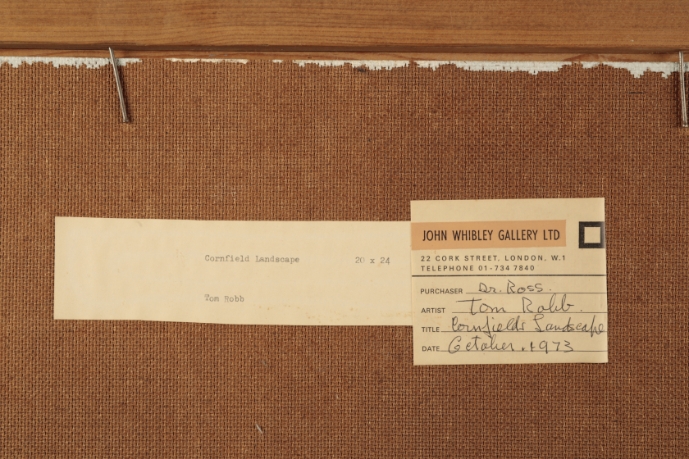 Cornfield Landscape 20 x 24
Tom Robb
JOHN WHIBLEY GALLERY LTD
22 CORK STREET, LONDON, W.1
TELEPHONE 01-734 7840
PURCHASER Dr. Ross.
ARTIST Tom Robb.
TITLE Cornfields Landscape
DATE October. 1973